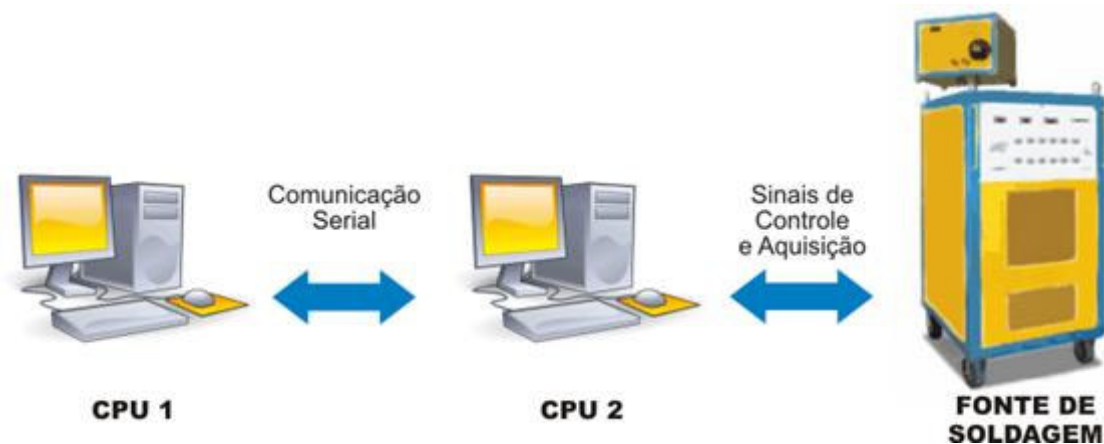 Comunicação
Serial
Sinais de
Controle
e Aquisição
CPU 1
CPU 2
FONTE DE
SOLDAGEM